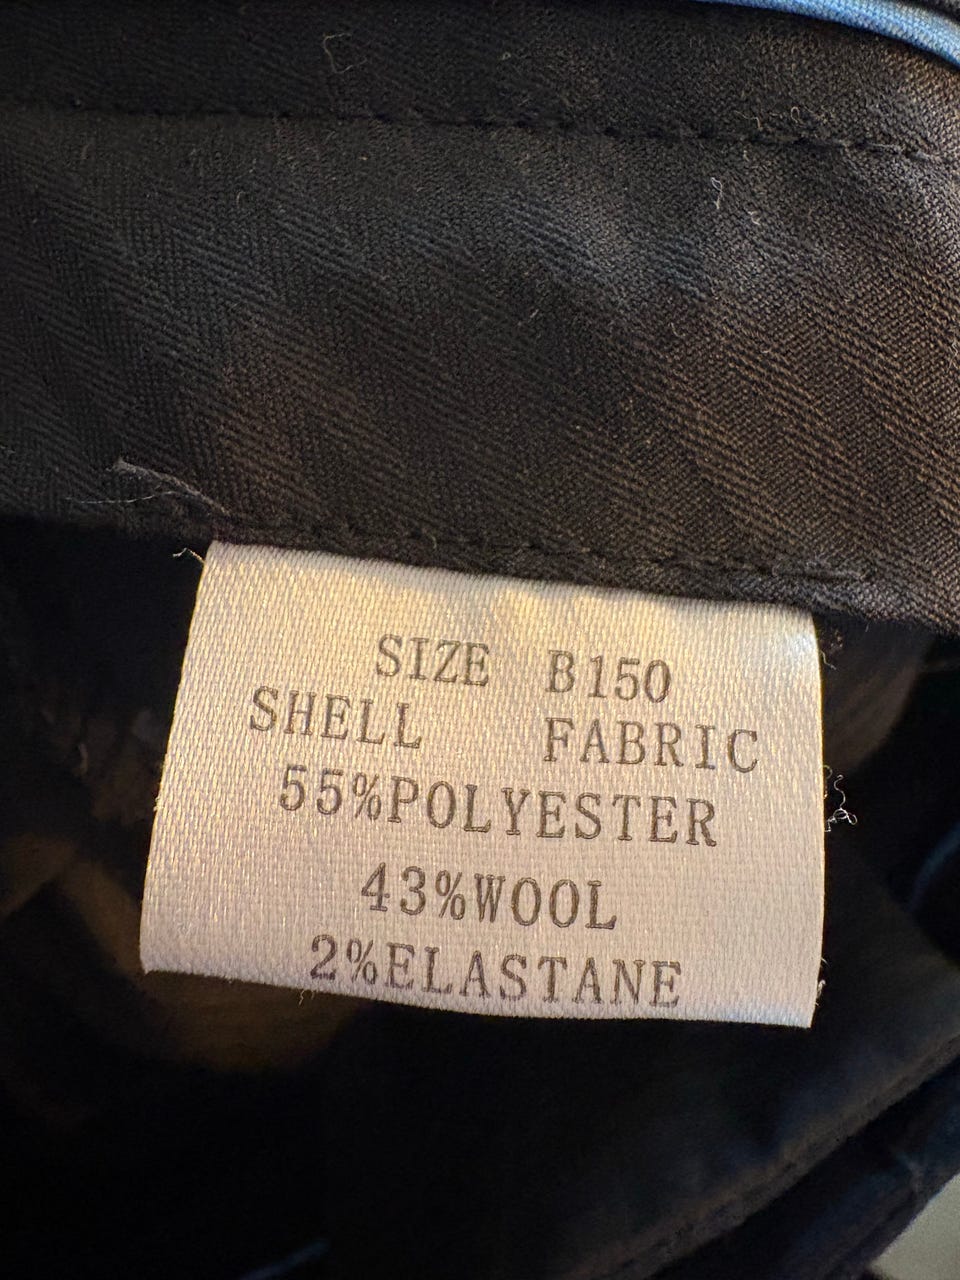 SIZE B150
SHELL FABRIC
55%POLYESTER
43%WOOL
2%ELASTANE